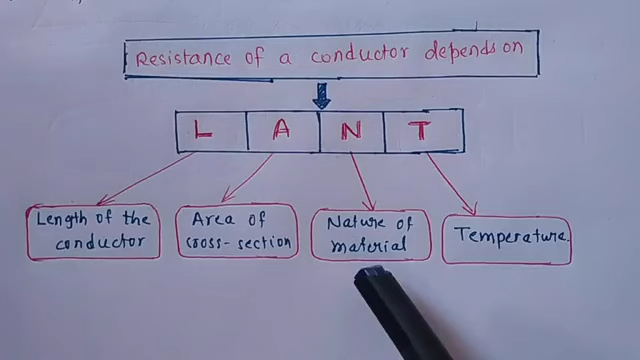 Resistance of a conductor depends on
L A N T
Length of the
conductor
Area of
cross-section
Nature of
material
Temperature.